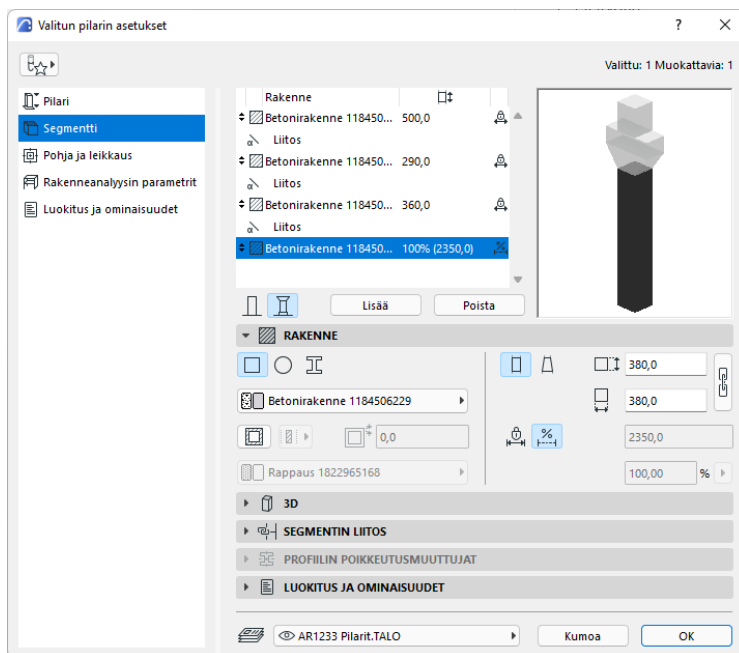 Valitun pilarin asetukset
Valittu: 1 Muokattavia: 1
Pilari
Segmentti
Pohja ja leikkaus
Rakenneanalyysin parametrit
Luokitus ja ominaisuudet
Rakenne
Betonirakenne 118450... 500,0
Liitos
Betonirakenne 118450... 290,0
Liitos
Betonirakenne 118450... 360,0
Liitos
Betonirakenne 118450... 100% (2350,0)
Lisää Poista
RAKENNE
380,0
Betonirakenne 1184506229 380,0
0,0 % 2350,0
Rappaus 1822965168 100,00 %
3D
SEGMENTIN LIITOS
PROFIILIN POIKKEUTUSMUUTTUJAT
LUOKITUS JA OMINAISUUDET
AR1233 Pilarit.TALO Kumoa OK